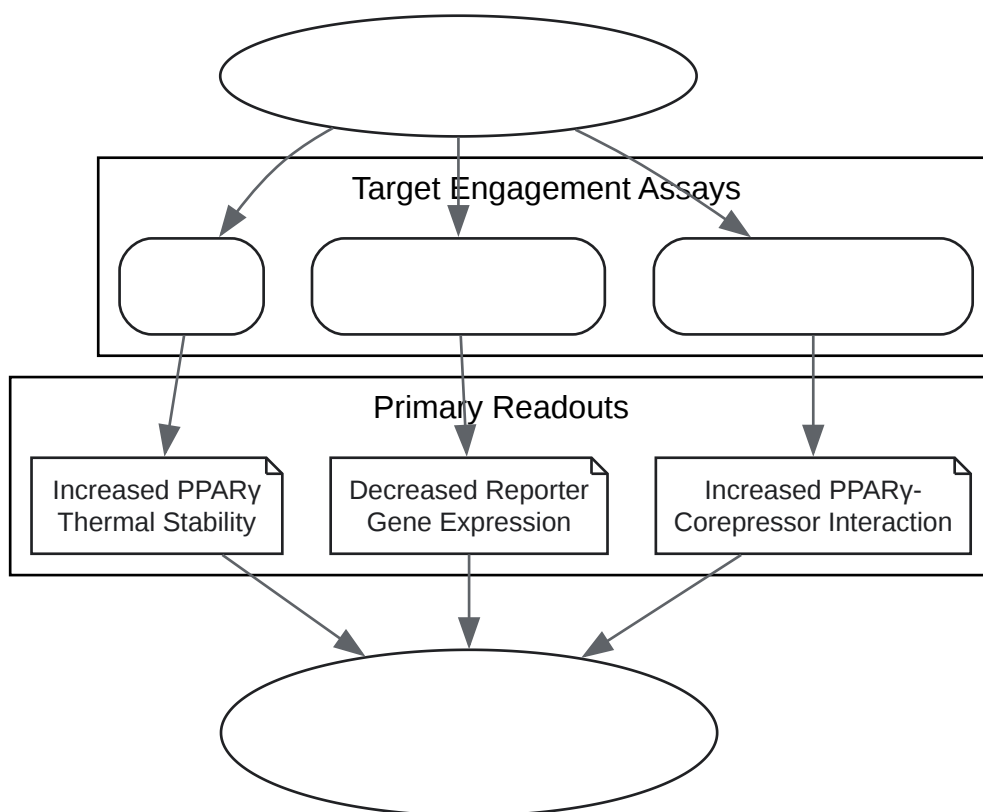 Target Engagement Assays
Primary Readouts
Increased PPARγ
Thermal Stability
Decreased Reporter
Gene Expression
Increased PPARγ-
Corepressor Interaction